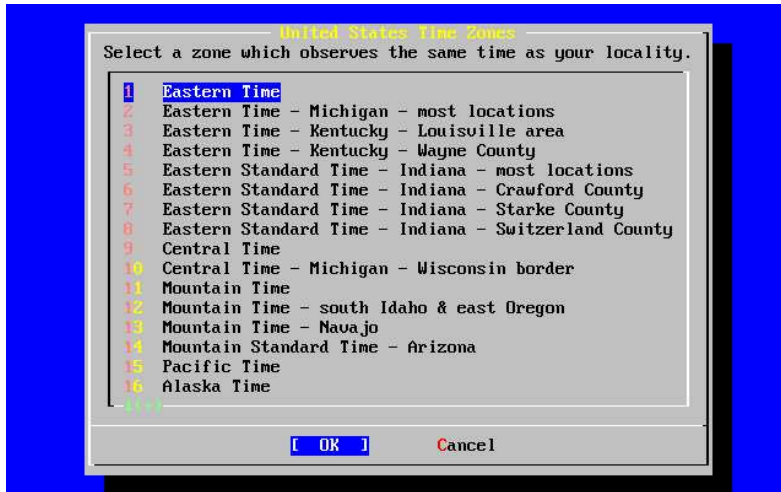 United States Time Zones
Select a zone which observes the same time as your locality.
1 Eastern Time
2 Eastern Time - Michigan - most locations
3 Eastern Time - Kentucky - Louisville area
4 Eastern Time - Kentucky - Wayne County
5 Eastern Standard Time - Indiana - most locations
6 Eastern Standard Time - Indiana - Crawford County
7 Eastern Standard Time - Indiana - Starke County
8 Eastern Standard Time - Indiana - Switzerland County
9 Central Time
10 Central Time - Michigan - Wisconsin border
11 Mountain Time
12 Mountain Time - south Idaho & east Oregon
13 Mountain Time - Navajo
14 Mountain Standard Time - Arizona
15 Pacific Time
16 Alaska Time
↓(+)
[ OK ] Cancel